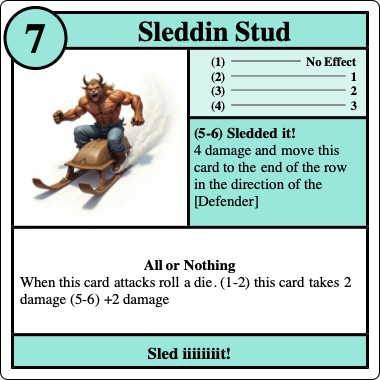 7
Sleddin Stud
(1) No Effect
(2) 1
(3) 2
(4) 3
(5-6) Sledded it!
4 damage and move this
card to the end of the row
in the direction of the
[Defender]
All or Nothing
When this card attacks roll a die. (1-2) this card takes 2
damage (5-6) +2 damage
Sled iiiiiiit!